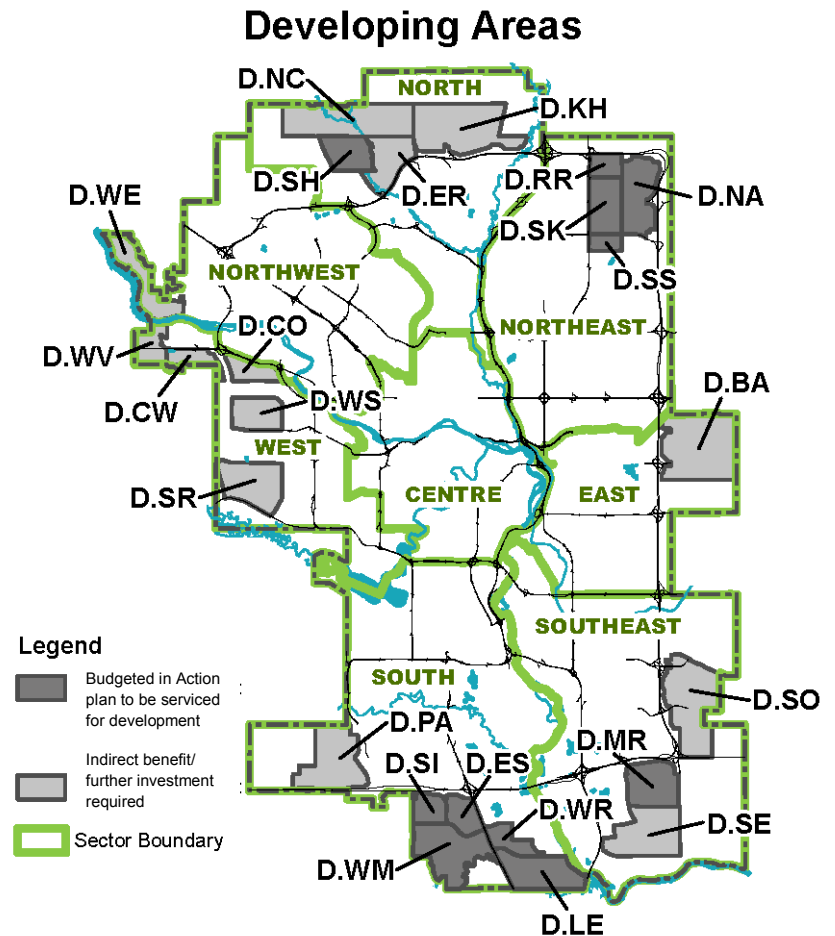 Developing Areas
D.NC
NORTH
D.KH
D.SH
D.ER
D.RR
D.NA
D.WE
D.SK
D.SS
NORTHWEST
NORTHEAST
D.CO
D.WV
D.CW
D.WS
D.BA
WEST
D.SR
CENTRE
EAST
SOUTHEAST
Legend
Budgeted in Action
plan to be serviced
for development
:
Indirect benefit/
further investment
required
:
Sector Boundary
SOUTH
D.SO
D.PA
D.MR
D.SI
D.ES
D.WR
D.SE
D.WM
D.LE